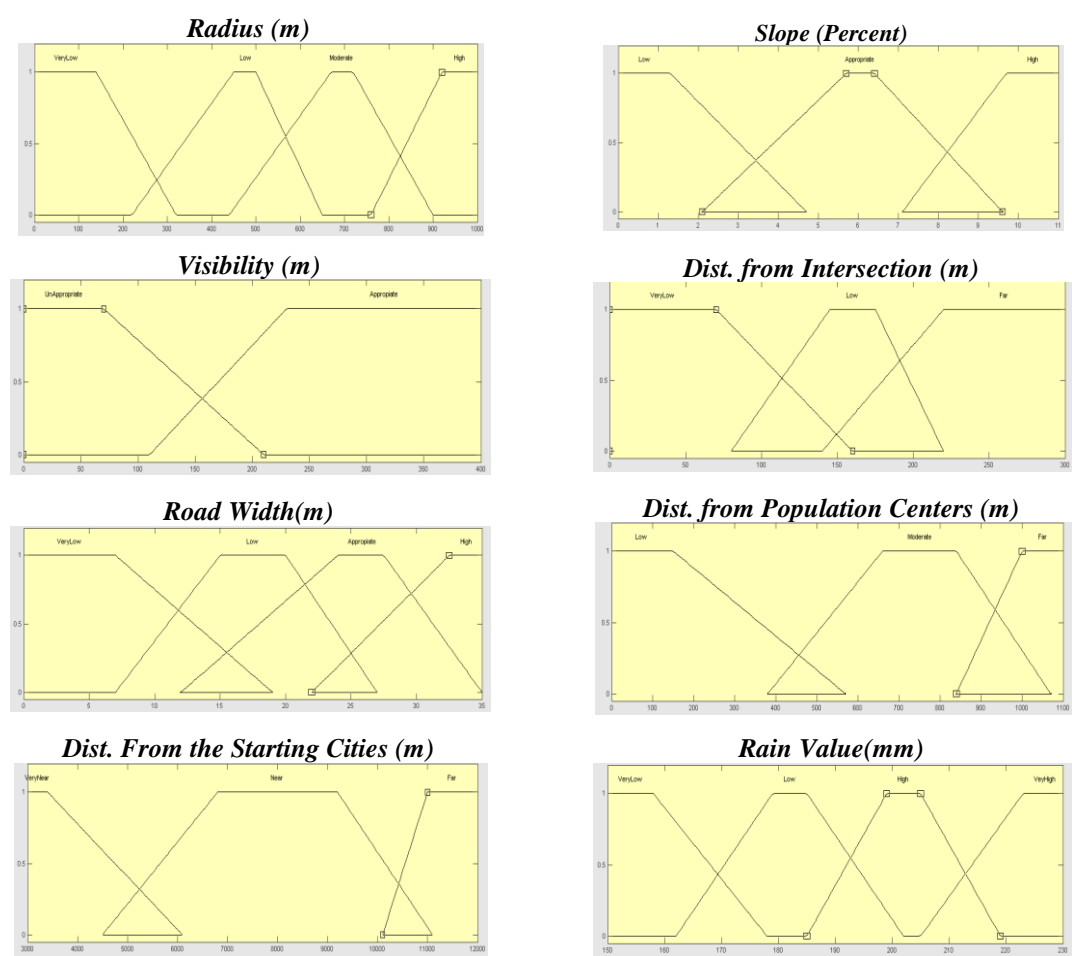 Radius (m)
VeryLow Low Moderate High
1
0.5
0
0 100 200 300 400 500 600 700 800 900 1000
Slope (Percent)
Low Appropriate High
1
0.5
0
0 1 2 3 4 5 6 7 8 9 10 11
Visibility (m)
UnAppropriate Appropiate
1
0.5
0
0 50 100 150 200 250 300 350 400
Dist. from Intersection (m)
VeryLow Low Far
1
0.5
0
0 50 100 150 200 250 300
Road Width(m)
VeryLow Low Appropiate High
1
0.5
0
0 5 10 15 20 25 30 35
Dist. from Population Centers (m)
Low Moderate Far
1
0.5
0
0 100 200 300 400 500 600 700 800 900 1000 1100
Dist. From the Starting Cities (m)
VeryNear Near Far
1
0.5
0
3000 4000 5000 6000 7000 8000 9000 10000 11000 12000
Rain Value(mm)
VeryLow Low High VeyHigh
1
0.5
0
150 160 170 180 190 200 210 220 230